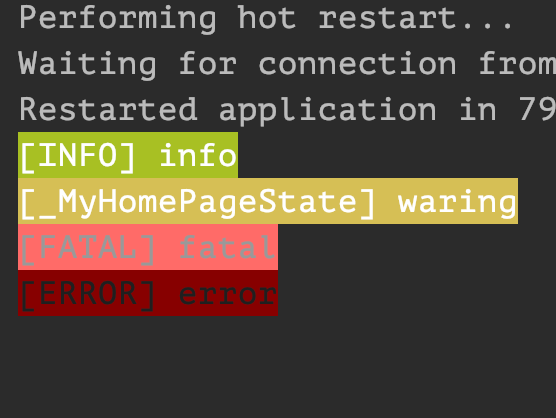 Performing hot restart...
Waiting for connection from
Restarted application in 79
[INFO] info
[_MyHomePageState] waring
[FATAL] fatal
[ERROR] error